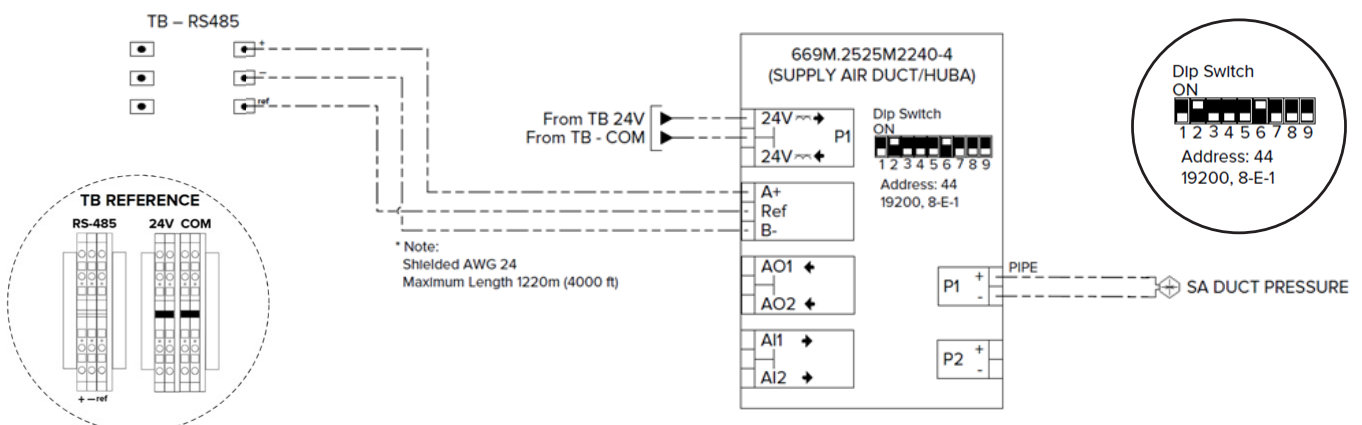 TB – RS485
+
–
ref
TB REFERENCE
RS-485 24V COM
+ – ref
* Note:
Shielded AWG 24
Maximum Length 1220m (4000 ft)
From TB 24V
From TB - COM
669M.2525M2240-4
(SUPPLY AIR DUCT/HUBA)
24V
P1
24V
Dip Switch
ON
1 2 3 4 5 6 7 8 9
Address: 44
19200, 8-E-1
A+
Ref
B-
AO1
AO2
AI1
AI2
P1 +
-
P2 +
-
PIPE
SA DUCT PRESSURE
Dip Switch
ON
1 2 3 4 5 6 7 8 9
Address: 44
19200, 8-E-1